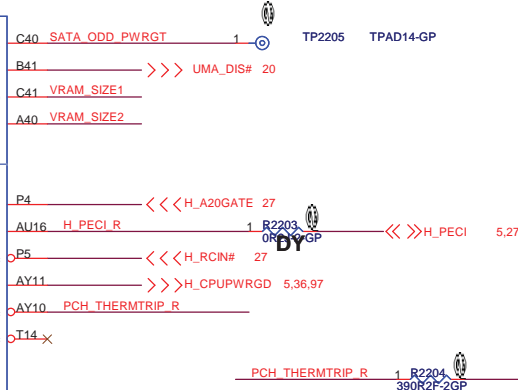 C40 SATA_ODD_PWRGT 1 TP2205 TPAD14-GP
B41 UMA_DIS# 20
C41 VRAM_SIZE1
A40 VRAM_SIZE2
P4 H_A20GATE 27
AU16 H_PECI_R 1 R2203 H_PECI 5,27
DY
P5 H_RCIN# 27
AY11 H_CPUPWRGD 5,36,97
AY10 PCH_THERMTRIP_R
T14
PCH_THERMTRIP_R 1 R2204
390R2F-2GP